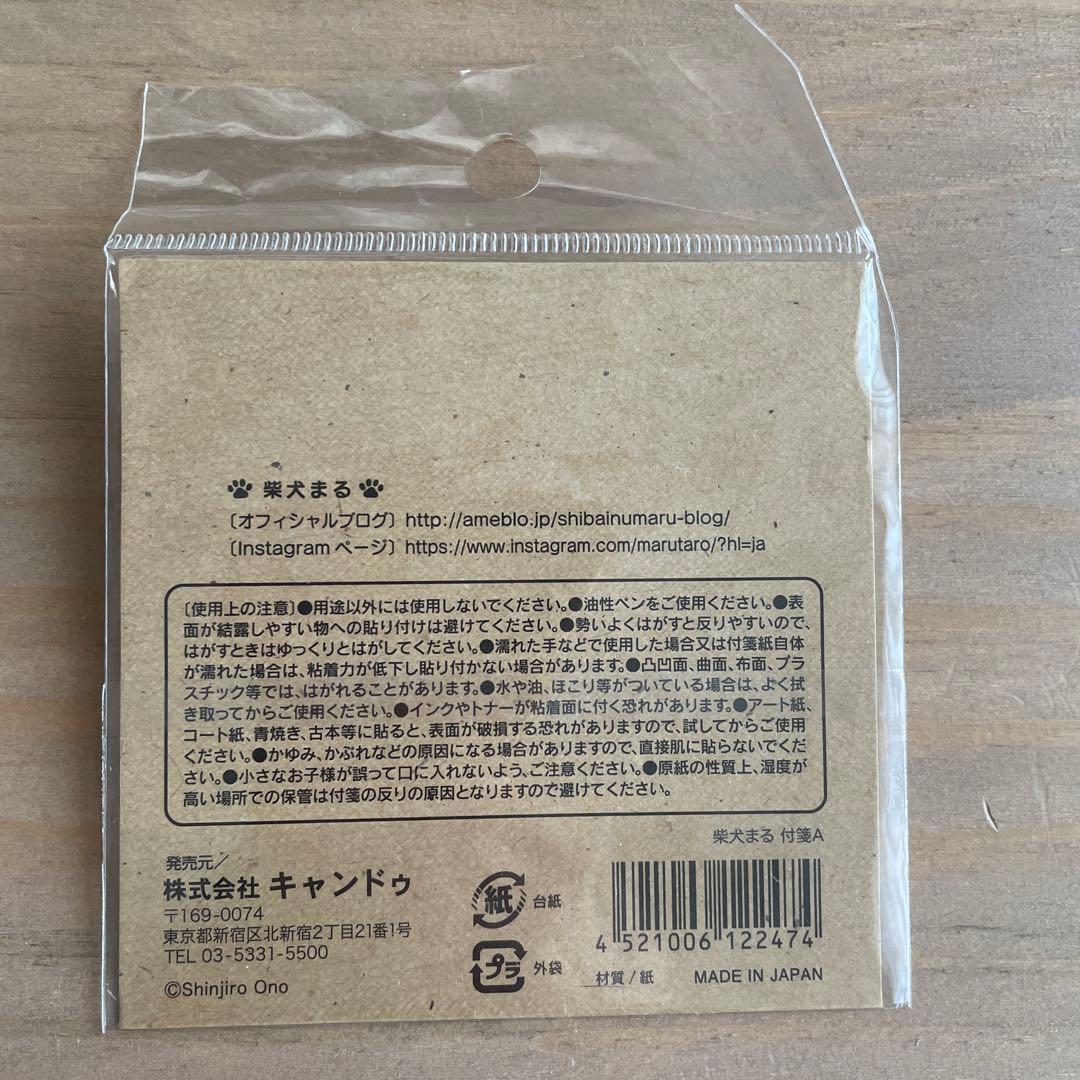 柴犬まる
〔オフィシャルブログ〕http://ameblo.jp/shibainumaru-blog/
〔Instagramページ〕https://www.instagram.com/marutaro/?hl=ja
〔使用上の注意〕●用途以外には使用しないでください。●油性ペンをご使用ください。●表
面が結露しやすい物への貼り付けは避けてください。●勢いよくはがすと反りやすいので、
はがすときはゆっくりとはがしてください。●濡れた手などで使用した場合又は付箋紙自体
が濡れた場合は、粘着力が低下し貼り付かない場合があります。●凸凹面、曲面、布面、プラ
スチック等では、はがれることがあります。●水や油、ほこり等がついている場合は、よく拭
き取ってからご使用ください。●インクやトナーが粘着面に付く恐れがあります。●アート紙、
コート紙、青焼き、古本等に貼ると、表面が破損する恐れがありますので、試してからご使用
ください。●かゆみ、かぶれなどの原因になる場合がありますので、直接肌に貼らないでくだ
さい。●小さなお子様が誤って口に入れないよう、ご注意ください。●原紙の性質上、湿度が
高い場所での保管は付箋の反りの原因となりますので避けてください。
柴犬まる 付箋A
発売元／
株式会社 キャンドゥ
〒169-0074
東京都新宿区北新宿2丁目21番1号
TEL 03-5331-5500
©Shinjiro Ono
紙 台紙
プラ 外袋
4 521006 122474
材質/紙 MADE IN JAPAN